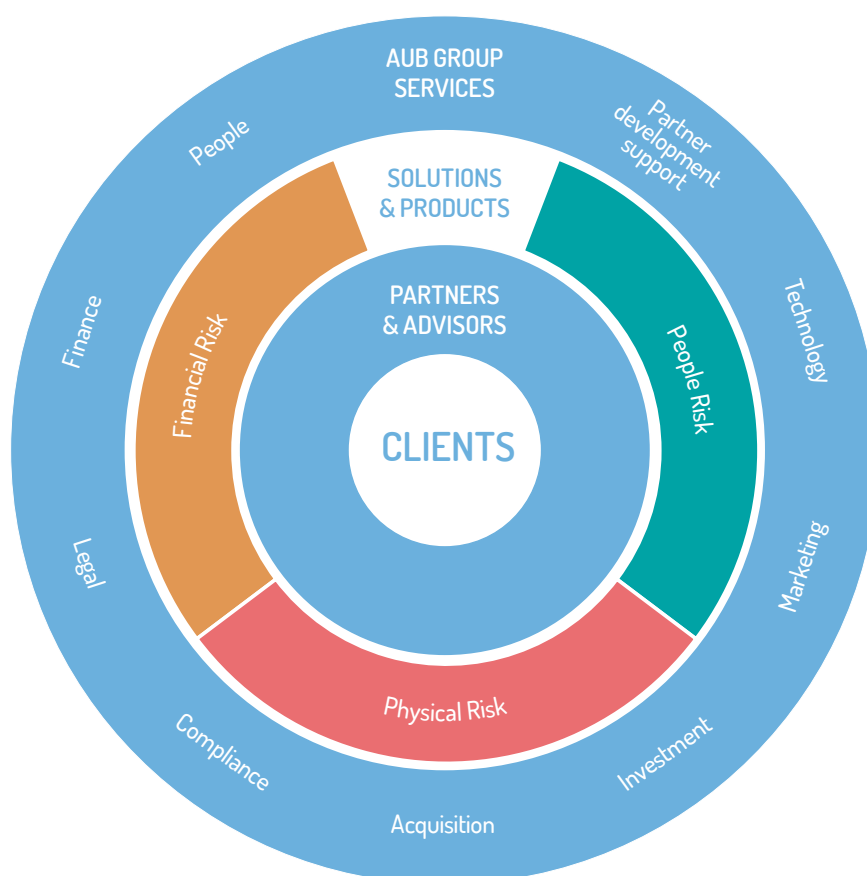 AUB GROUP
SERVICES
Partner
development
support
Technology
Marketing
Investment
Acquisition
Compliance
Legal
Finance
People
SOLUTIONS
& PRODUCTS
People Risk
Physical Risk
Financial Risk
PARTNERS
& ADVISORS
CLIENTS